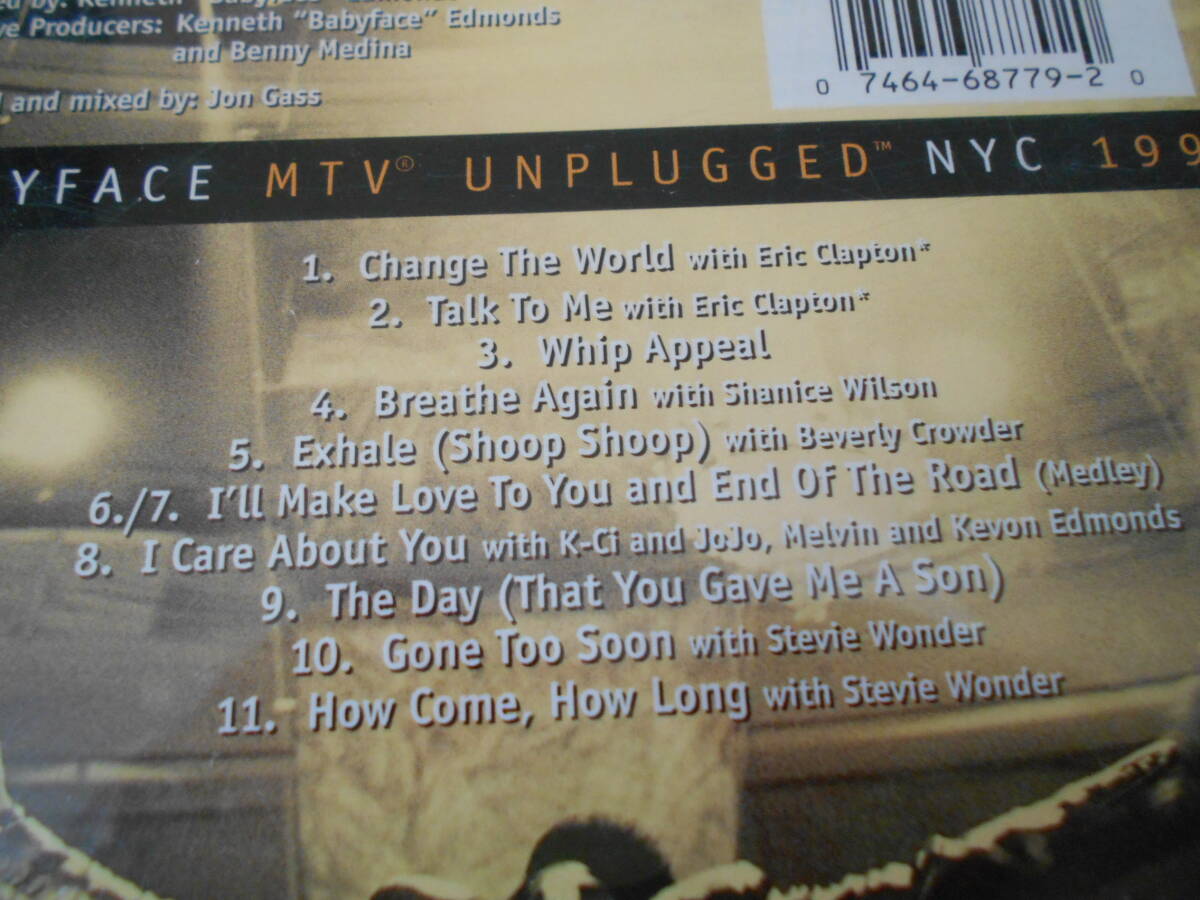 by: Kenneth "Babyface" Edmonds
Producers: Kenneth "Babyface" Edmonds
and Benny Medina
and mixed by: Jon Gass
0 7464-68779-2 0
YFACE MTV® UNPLUGGED™ NYC 199
1. Change The World with Eric Clapton*
2. Talk To Me with Eric Clapton*
3. Whip Appeal
4. Breathe Again with Shanice Wilson
5. Exhale (Shoop Shoop) with Beverly Crowder
6./7. I'll Make Love To You and End Of The Road (Medley)
8. I Care About You with K-Ci and JoJo, Melvin and Kevon Edmonds
9. The Day (That You Gave Me A Son)
10. Gone Too Soon with Stevie Wonder
11. How Come, How Long with Stevie Wonder